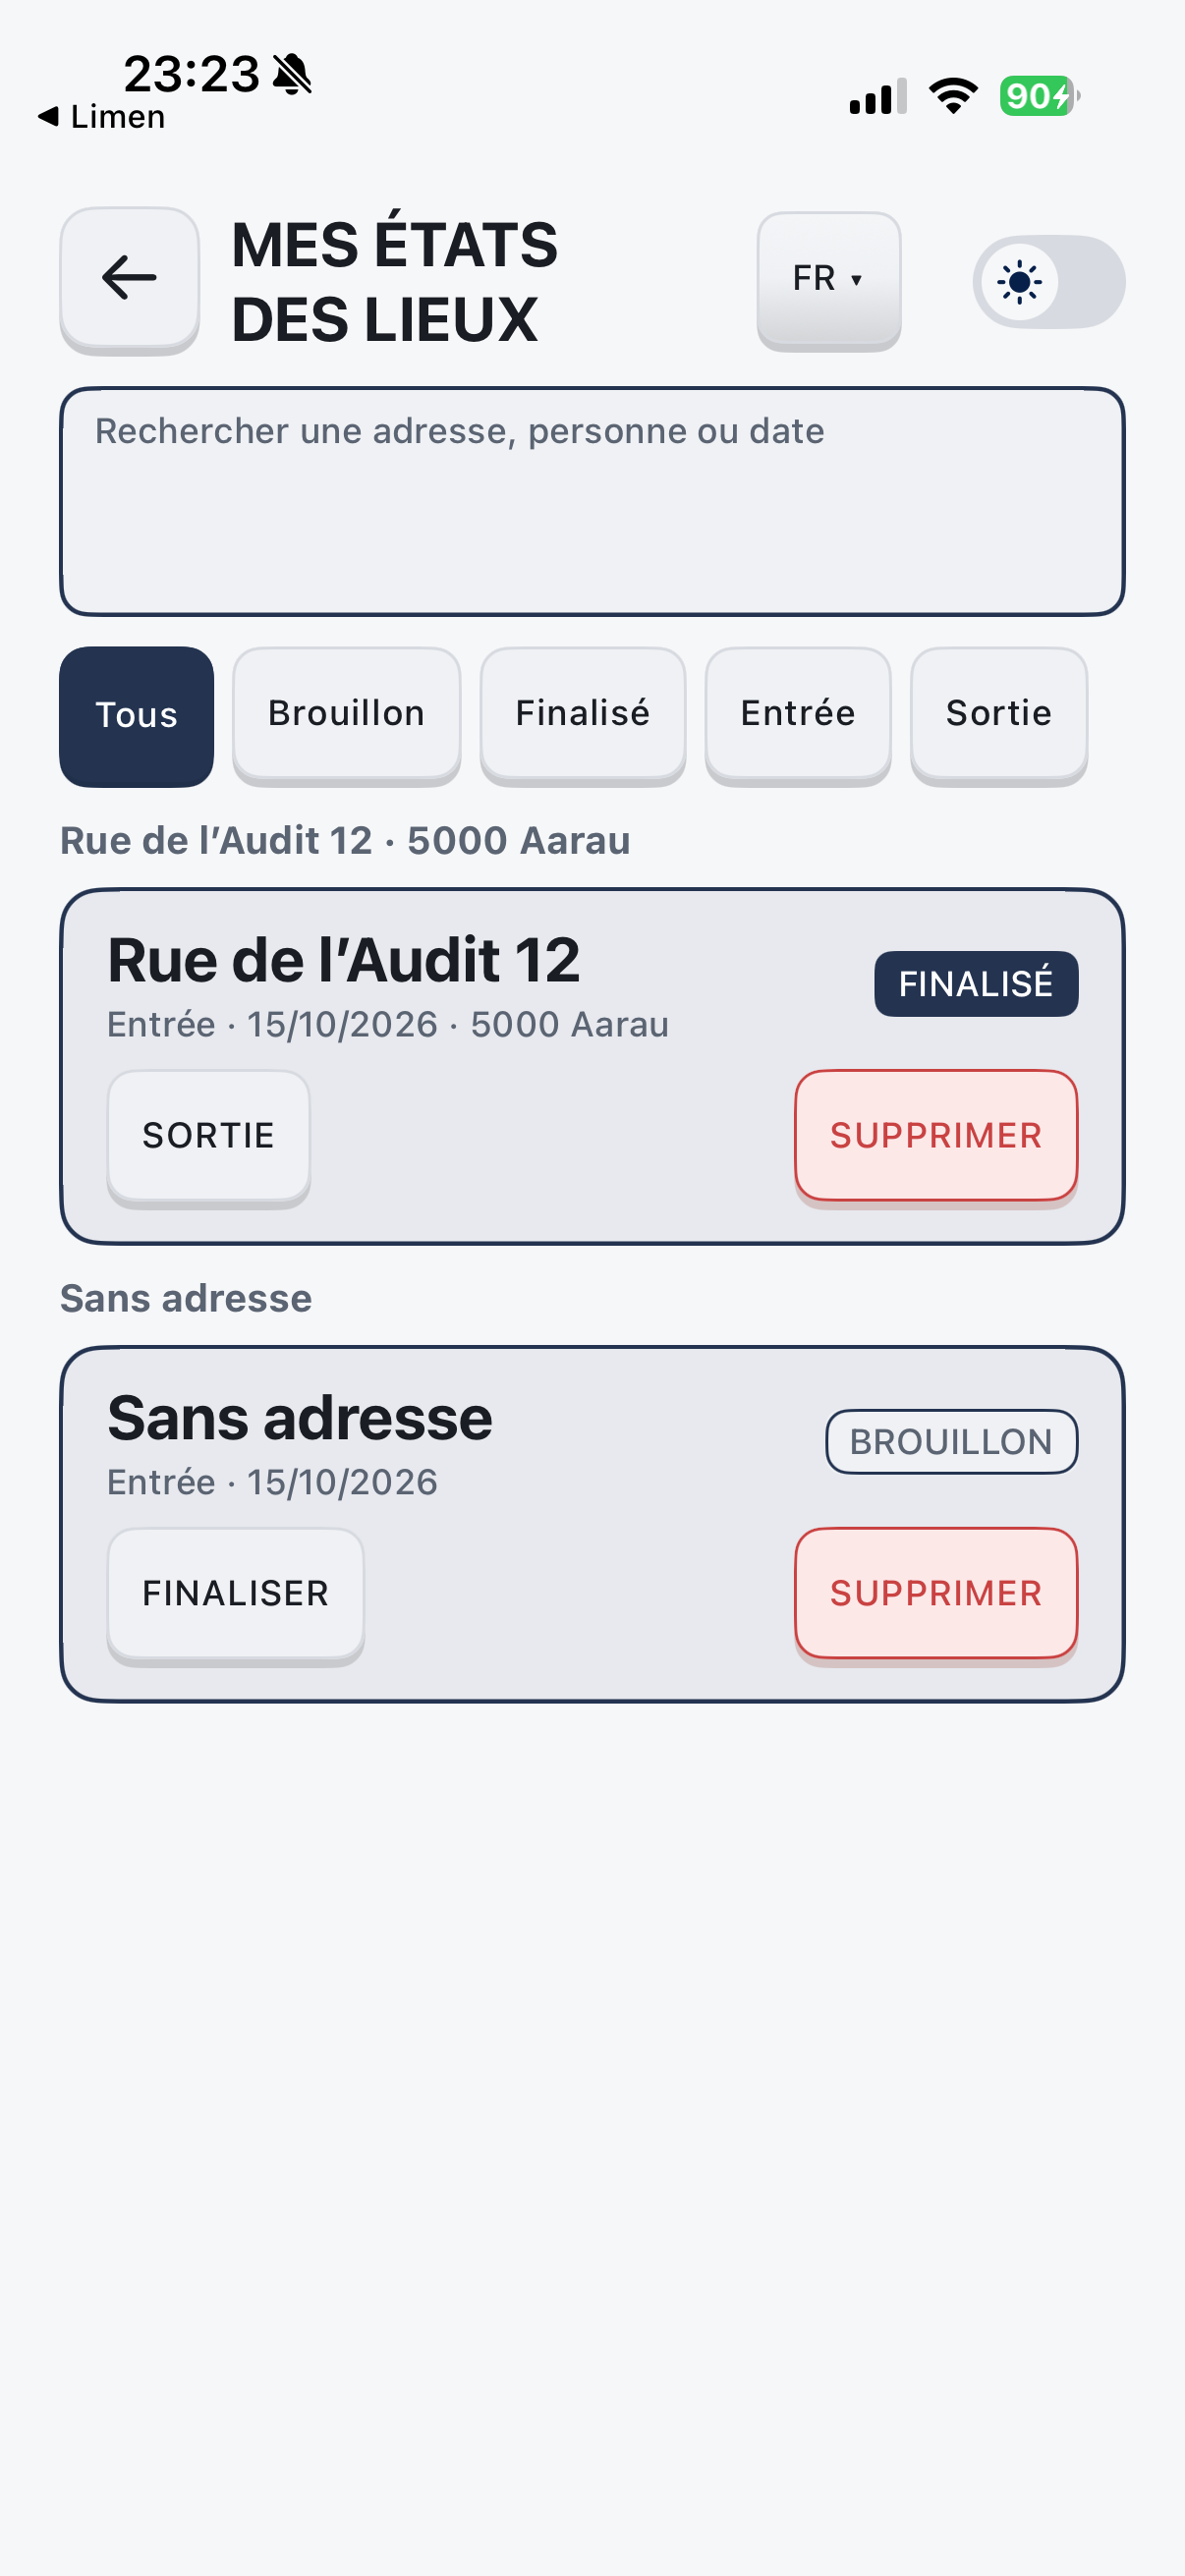 23:23
◀ Limen
90
MES ÉTATS
DES LIEUX
FR ▾
Rechercher une adresse, personne ou date
Tous
Brouillon
Finalisé
Entrée
Sortie
Rue de l’Audit 12 · 5000 Aarau
Rue de l’Audit 12
FINALISÉ
Entrée · 15/10/2026 · 5000 Aarau
SORTIE
SUPPRIMER
Sans adresse
Sans adresse
BROUILLON
Entrée · 15/10/2026
FINALISER
SUPPRIMER